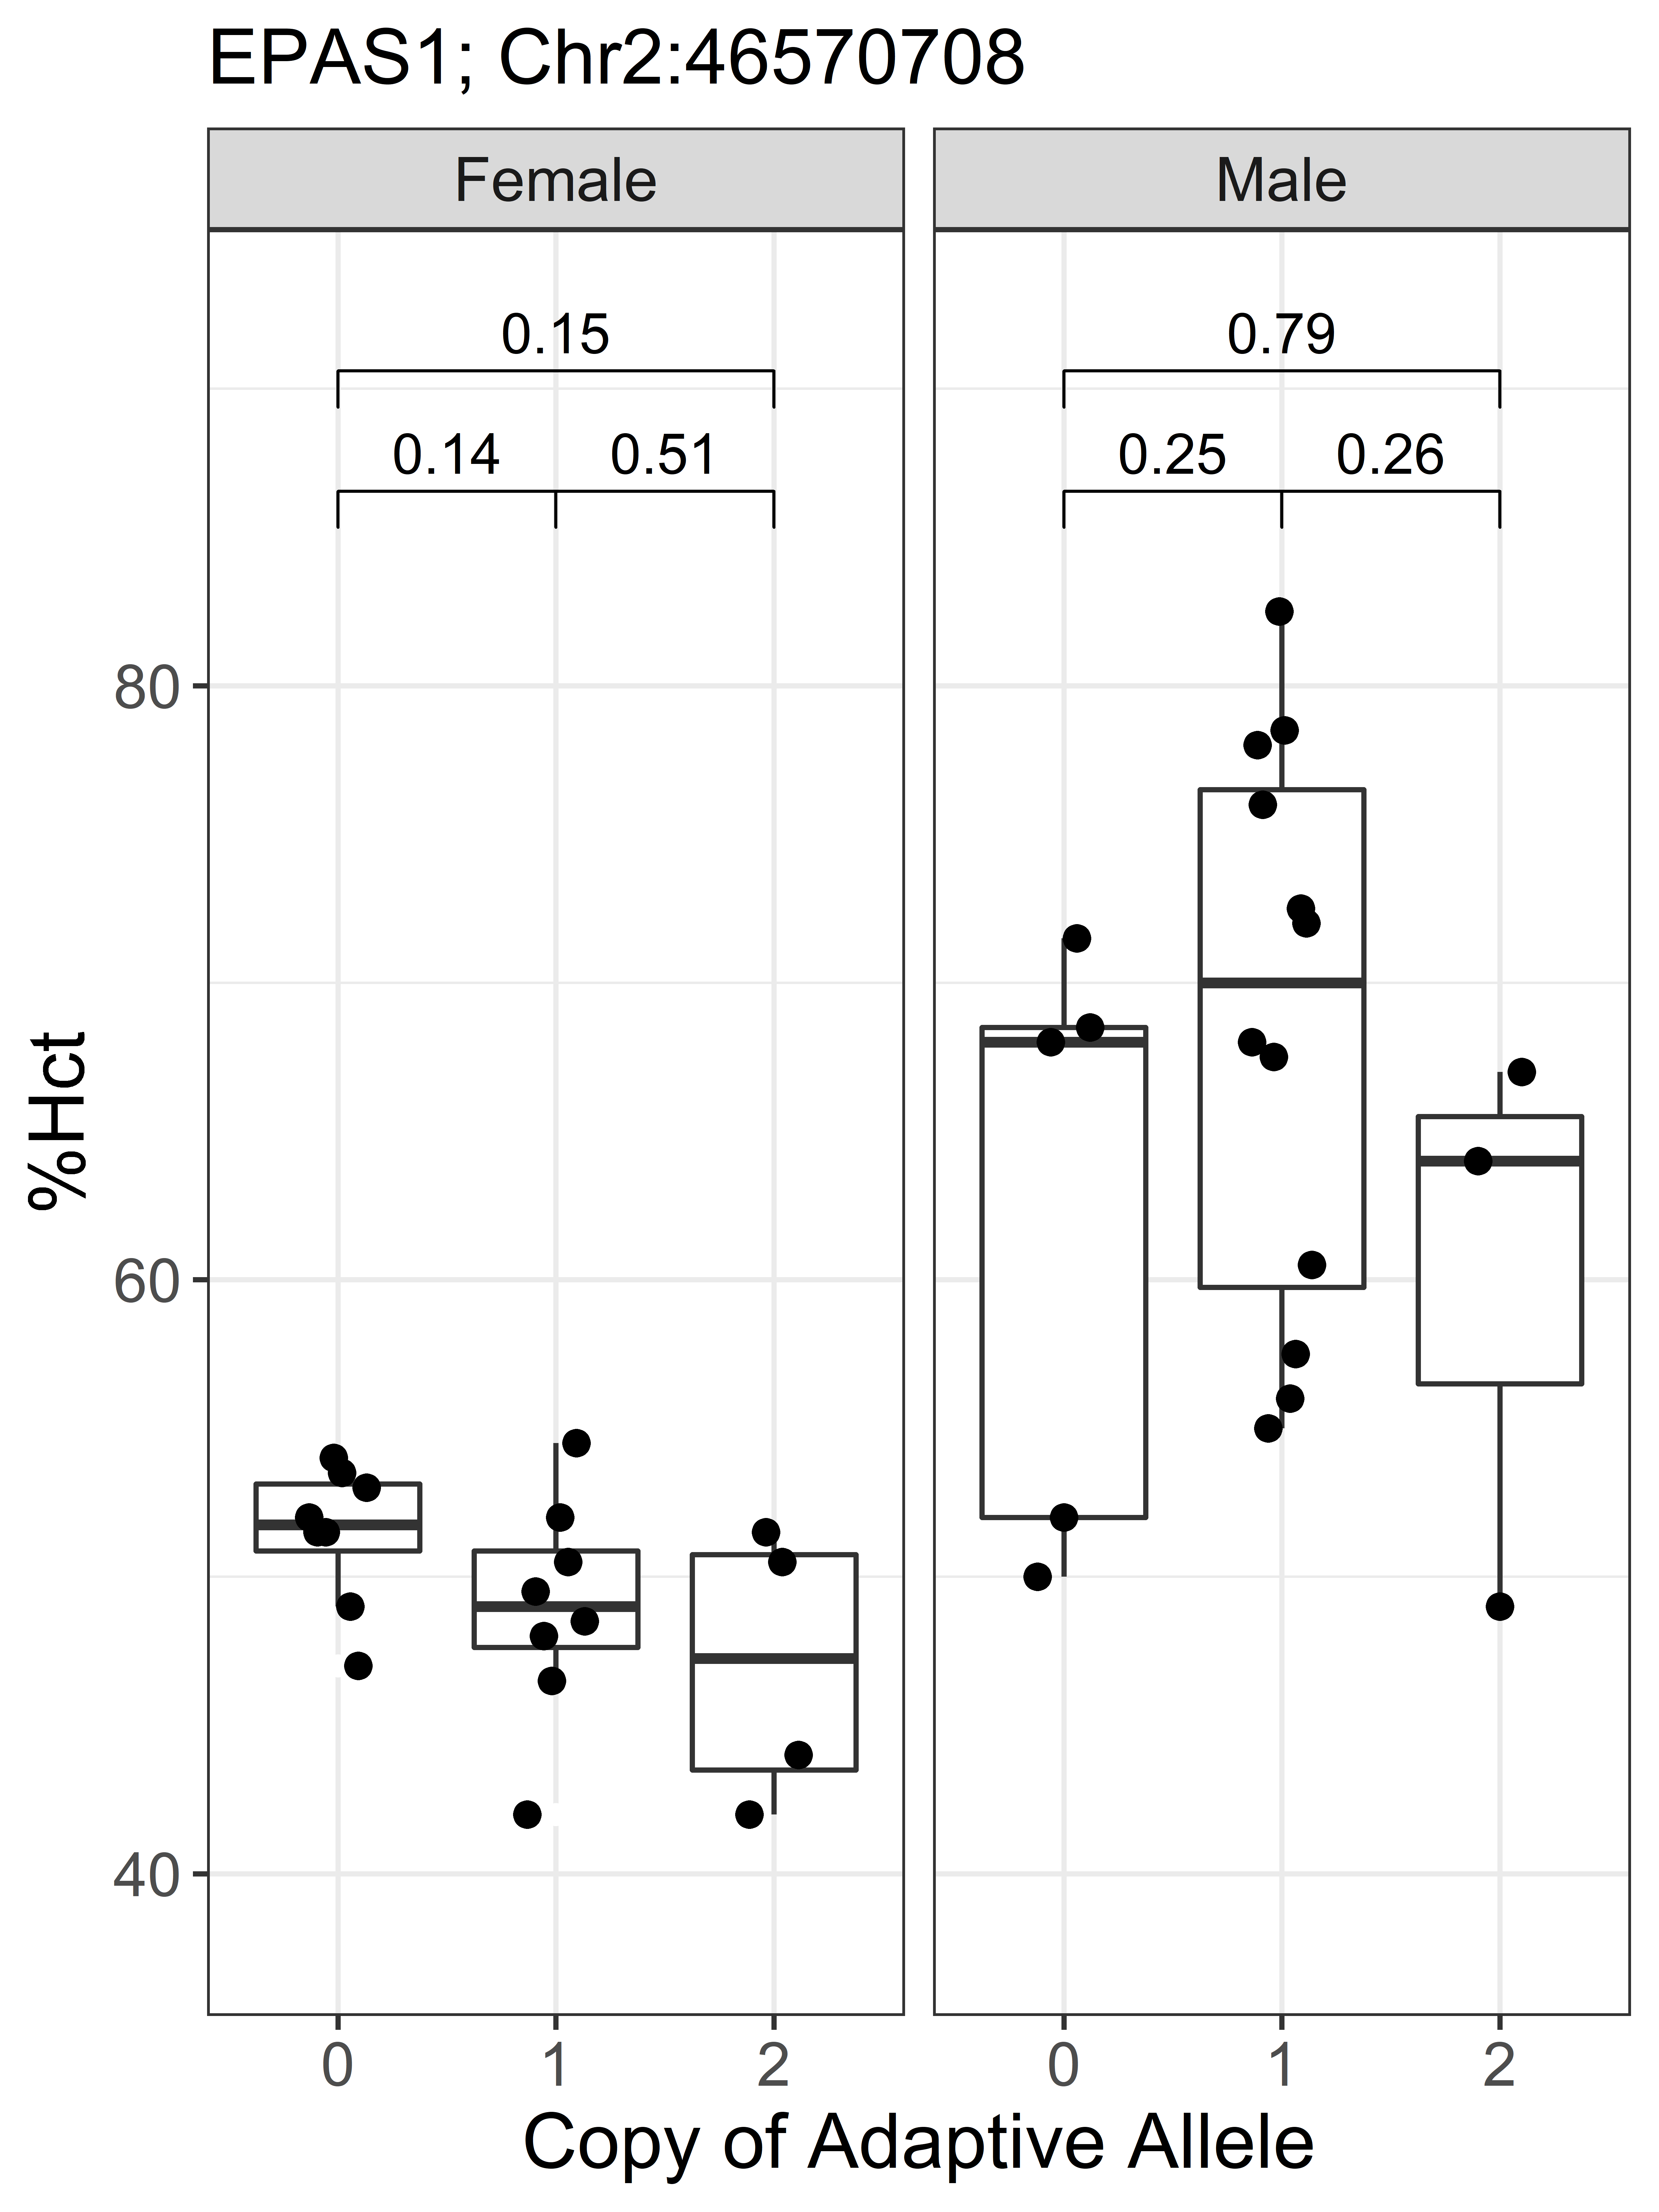 EPAS1; Chr2:46570708
Female
Male
0.15
0.79
0.14
0.51
0.25
0.26
80
60
40
%Hct
0 1 2
0 1 2
Copy of Adaptive Allele